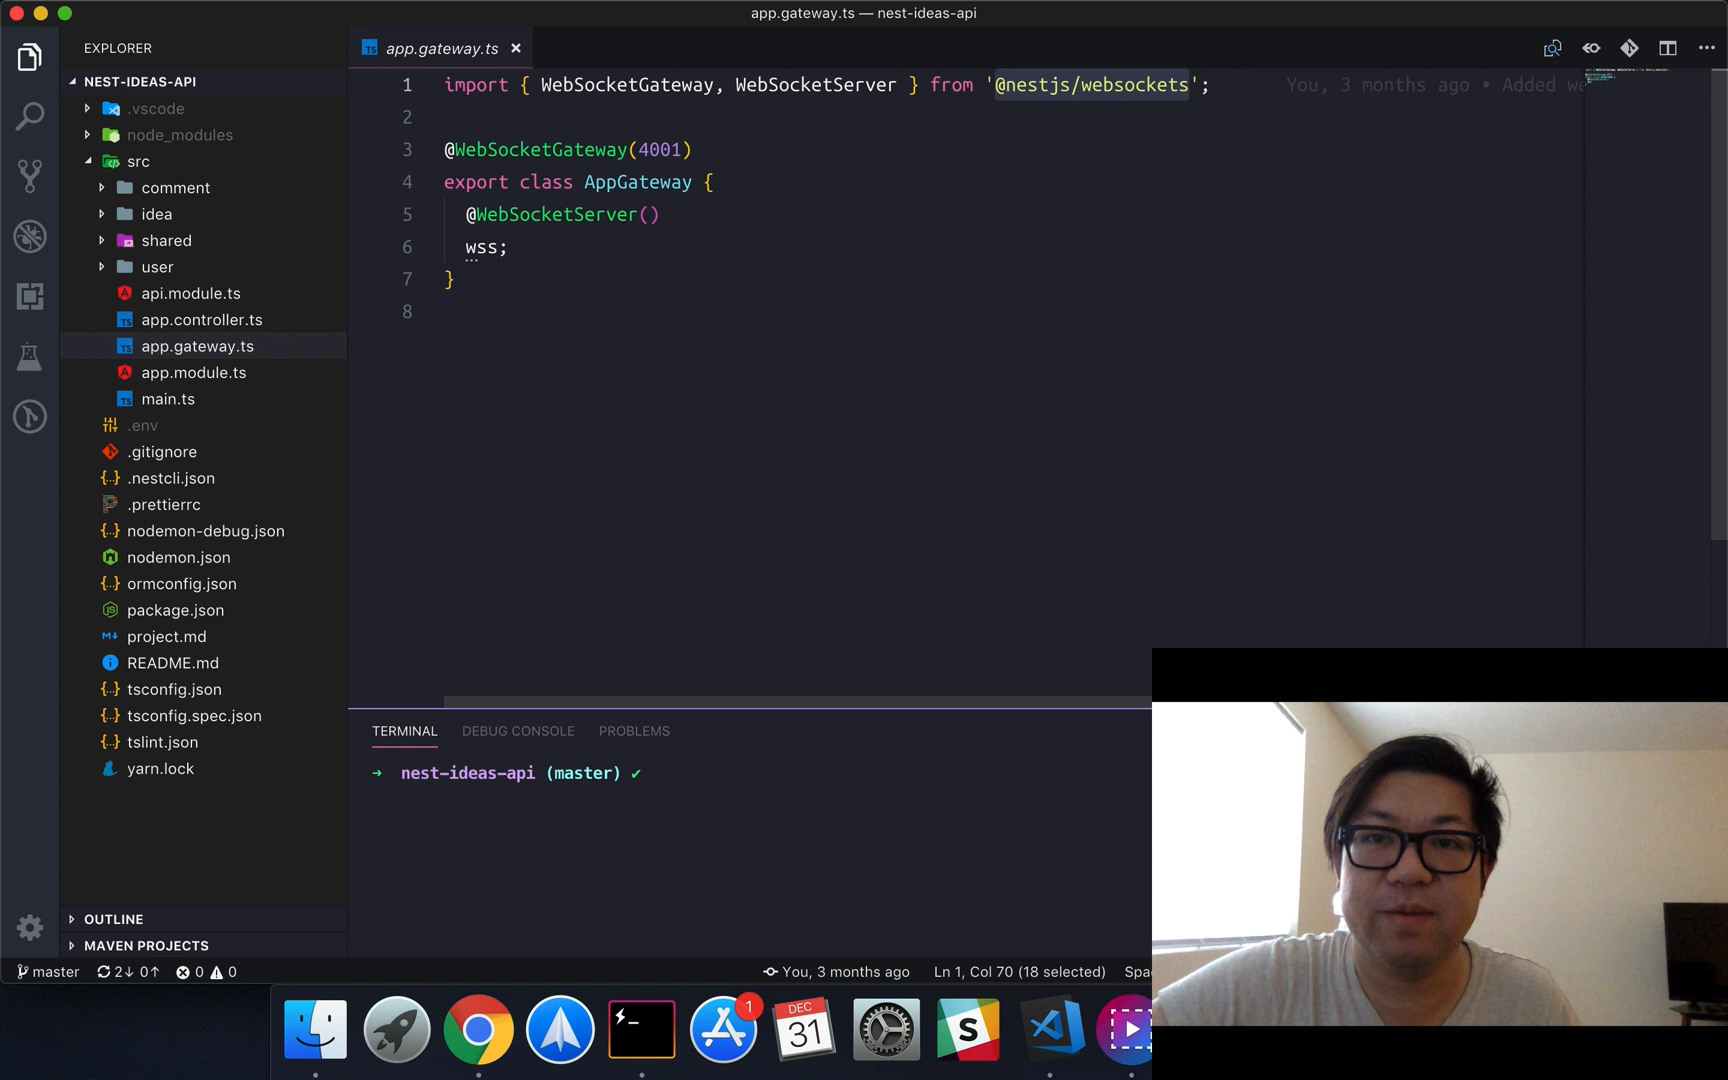 app.gateway.ts — nest-ideas-api
EXPLORER
NEST-IDEAS-API
.vscode
node_modules
src
comment
idea
shared
user
api.module.ts
app.controller.ts
app.gateway.ts
app.module.ts
main.ts
.env
.gitignore
.nestcli.json
.prettierrc
nodemon-debug.json
nodemon.json
ormconfig.json
package.json
project.md
README.md
tsconfig.json
tsconfig.spec.json
tslint.json
yarn.lock
OUTLINE
MAVEN PROJECTS
TS app.gateway.ts
1 import { WebSocketGateway, WebSocketServer } from '@nestjs/websockets'; You, 3 months ago • Added we
2
3 @WebSocketGateway(4001)
4 export class AppGateway {
5 @WebSocketServer()
6 wss;
7 }
8
TERMINAL DEBUG CONSOLE PROBLEMS
→ nest-ideas-api (master) ✔
master 2↓ 0↑ 0 0 You, 3 months ago Ln 1, Col 70 (18 selected) Spac
1
DEC
31
S